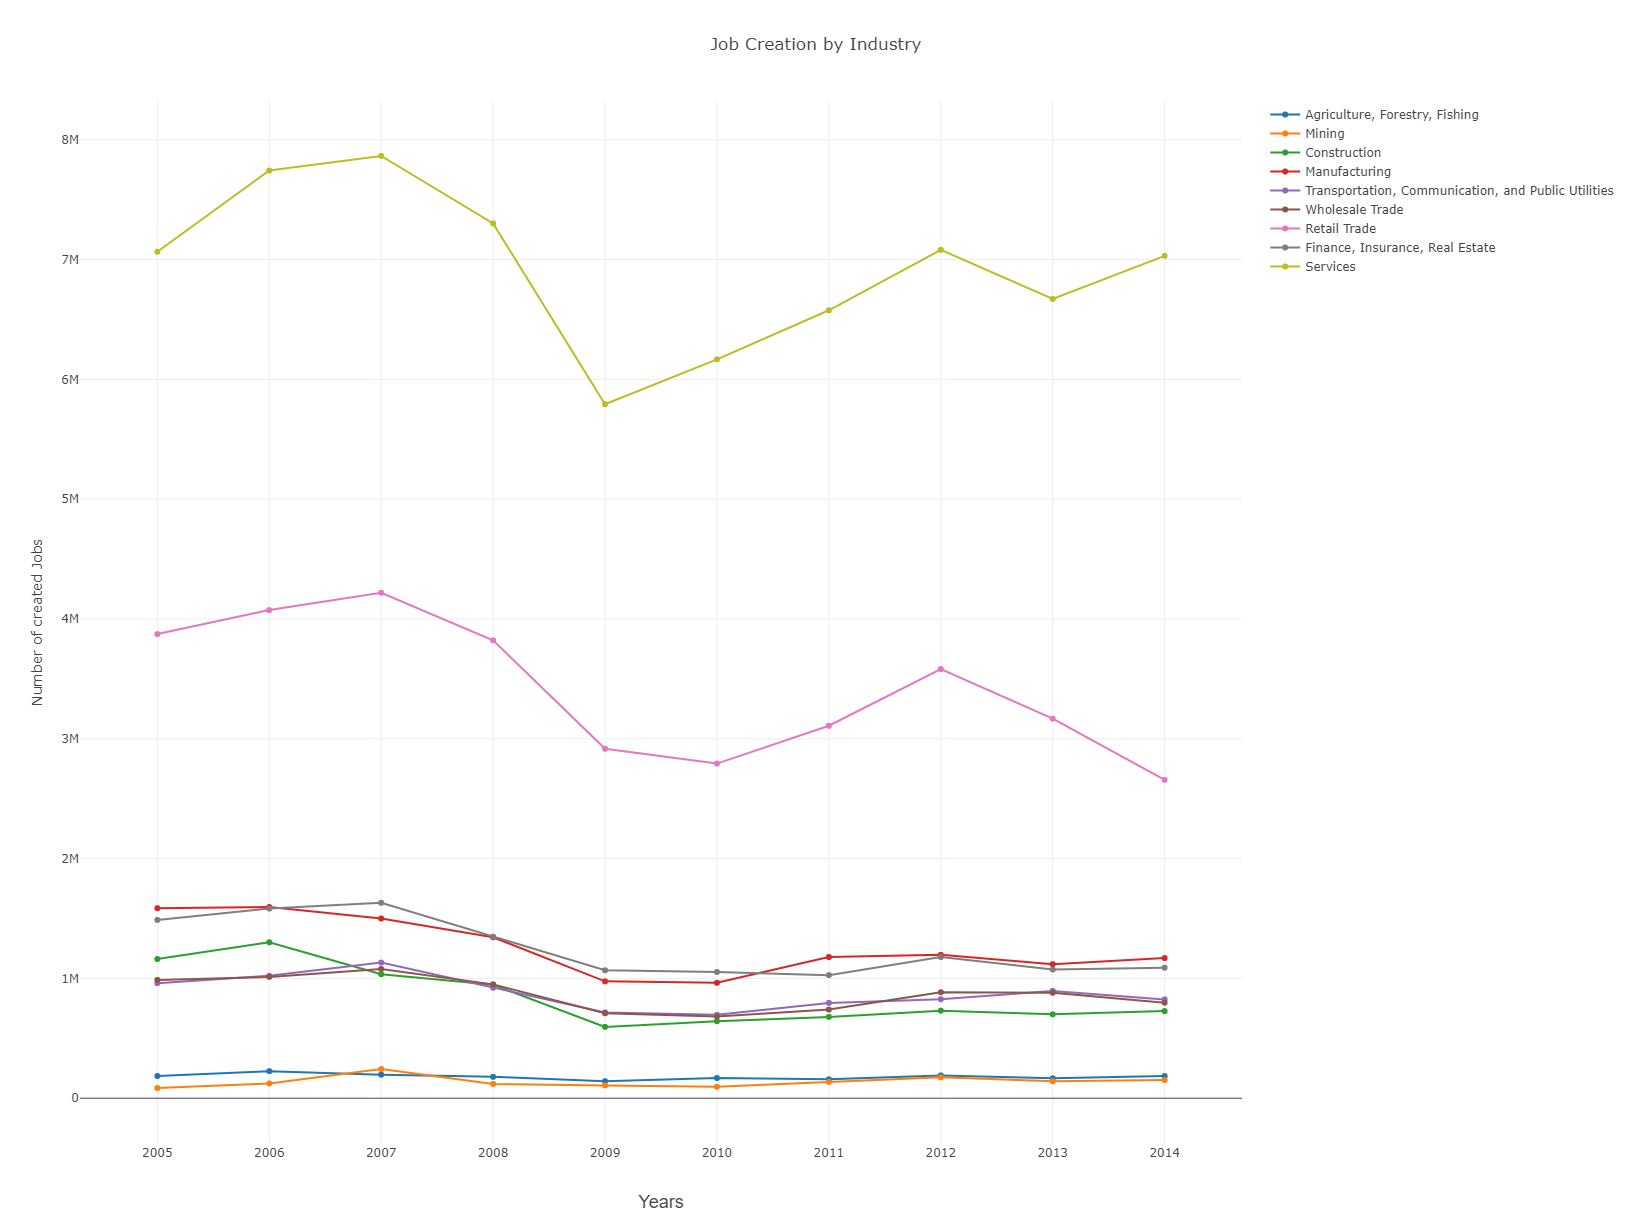 Job Creation by Industry
Agriculture, Forestry, Fishing
Mining
Construction
Manufacturing
Transportation, Communication, and Public Utilities
Wholesale Trade
Retail Trade
Finance, Insurance, Real Estate
Services
8M
7M
6M
5M
4M
3M
2M
1M
0
Number of created Jobs
2005 2006 2007 2008 2009 2010 2011 2012 2013 2014
Years